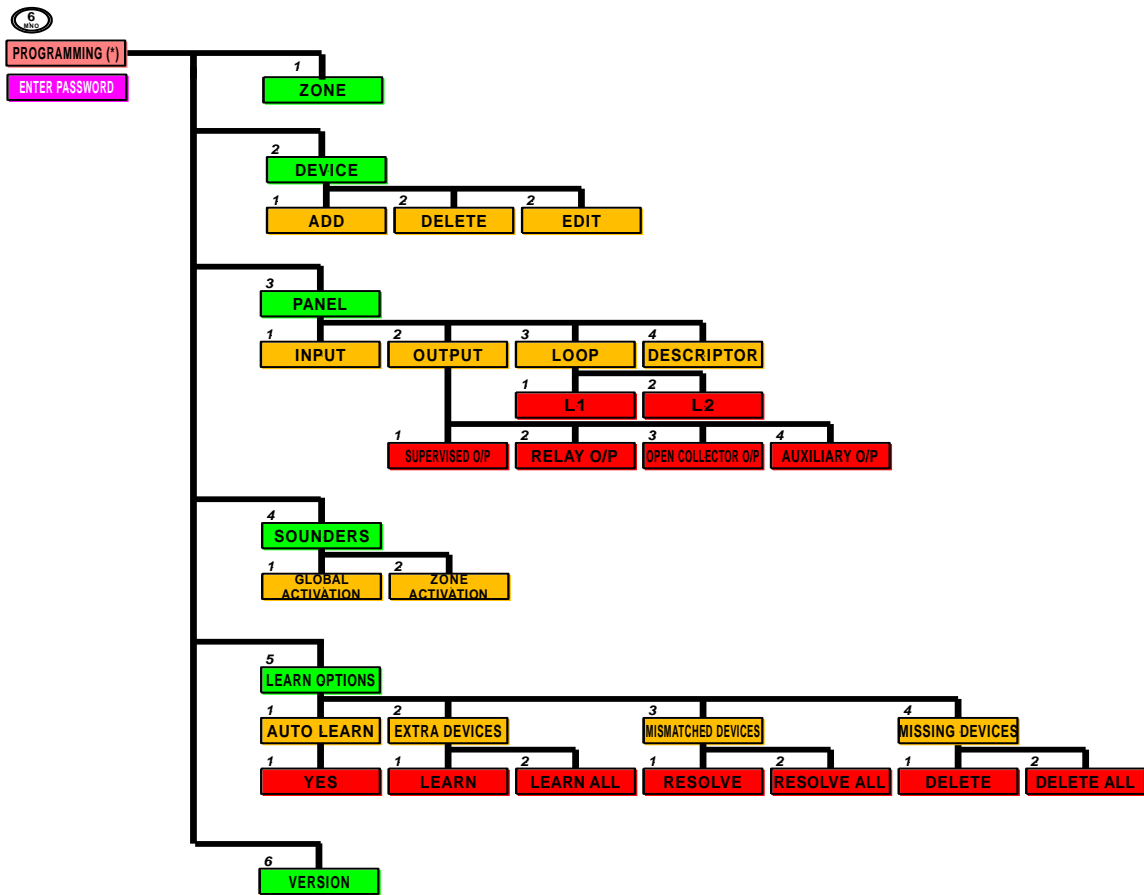 6
MNO
PROGRAMMING (*)
ENTER PASSWORD
1
ZONE
2
DEVICE
1 2 2
ADD DELETE EDIT
3
PANEL
1 2 3 4
INPUT OUTPUT LOOP DESCRIPTOR
1 2
L1 L2
1 2 3 4
SUPERVISED O/P RELAY O/P OPEN COLLECTOR O/P AUXILIARY O/P
4
SOUNDERS
1 2
GLOBAL ACTIVATION ZONE ACTIVATION
5
LEARN OPTIONS
1 2 3 4
AUTO LEARN EXTRA DEVICES MISMATCHED DEVICES MISSING DEVICES
1 1 2 1 2 1 2
YES LEARN LEARN ALL RESOLVE RESOLVE ALL DELETE DELETE ALL
6
VERSION